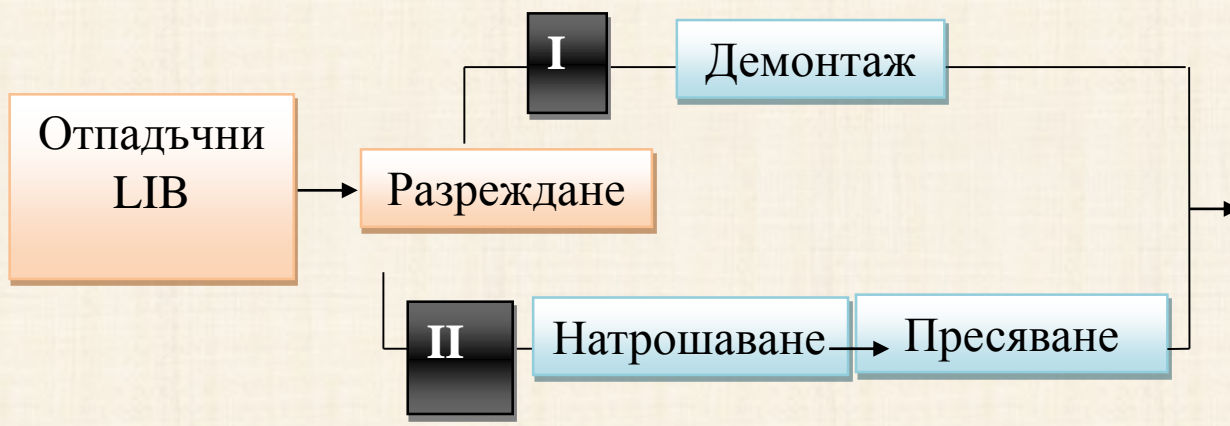 I
Демонтаж
Отпадъчни
LIB
Разреждане
II
Натрошаване
Пресяване